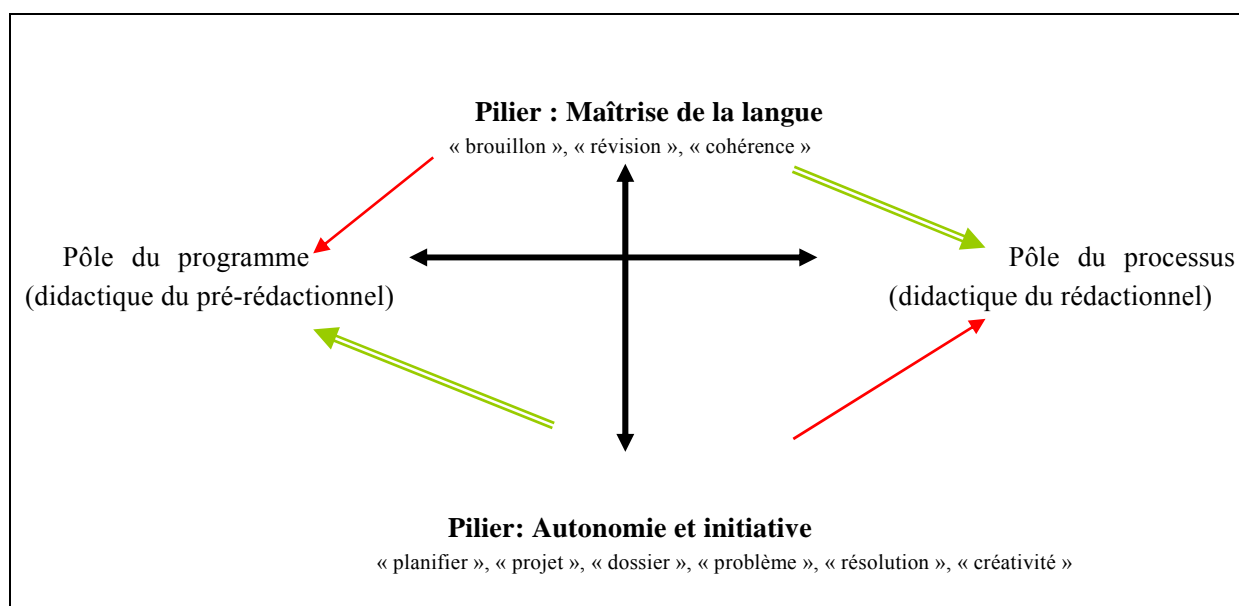 Pilier : Maîtrise de la langue
« brouillon », « révision », « cohérence »
Pôle du programme
(didactique du pré-rédactionnel)
Pôle du processus
(didactique du rédactionnel)
Pilier: Autonomie et initiative
« planifier », « projet », « dossier », « problème », « résolution », « créativité »